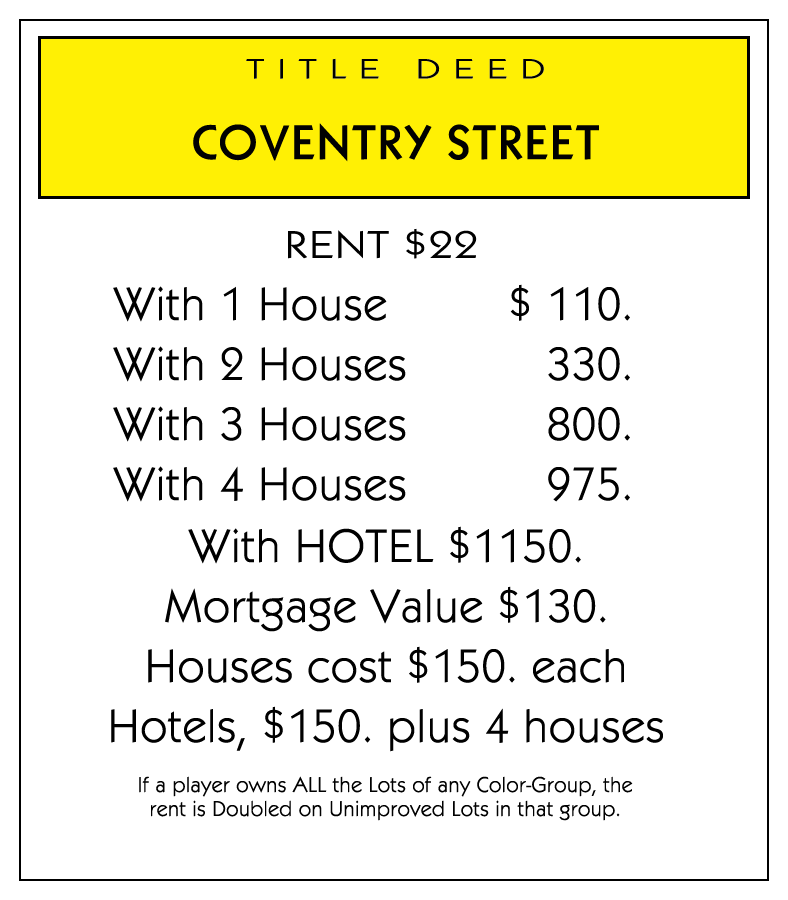 TITLE DEED
COVENTRY STREET
RENT $22
With 1 House $ 110.
With 2 Houses 330.
With 3 Houses 800.
With 4 Houses 975.
With HOTEL $1150.
Mortgage Value $130.
Houses cost $150. each
Hotels, $150. plus 4 houses
If a player owns ALL the Lots of any Color-Group, the
rent is Doubled on Unimproved Lots in that group.